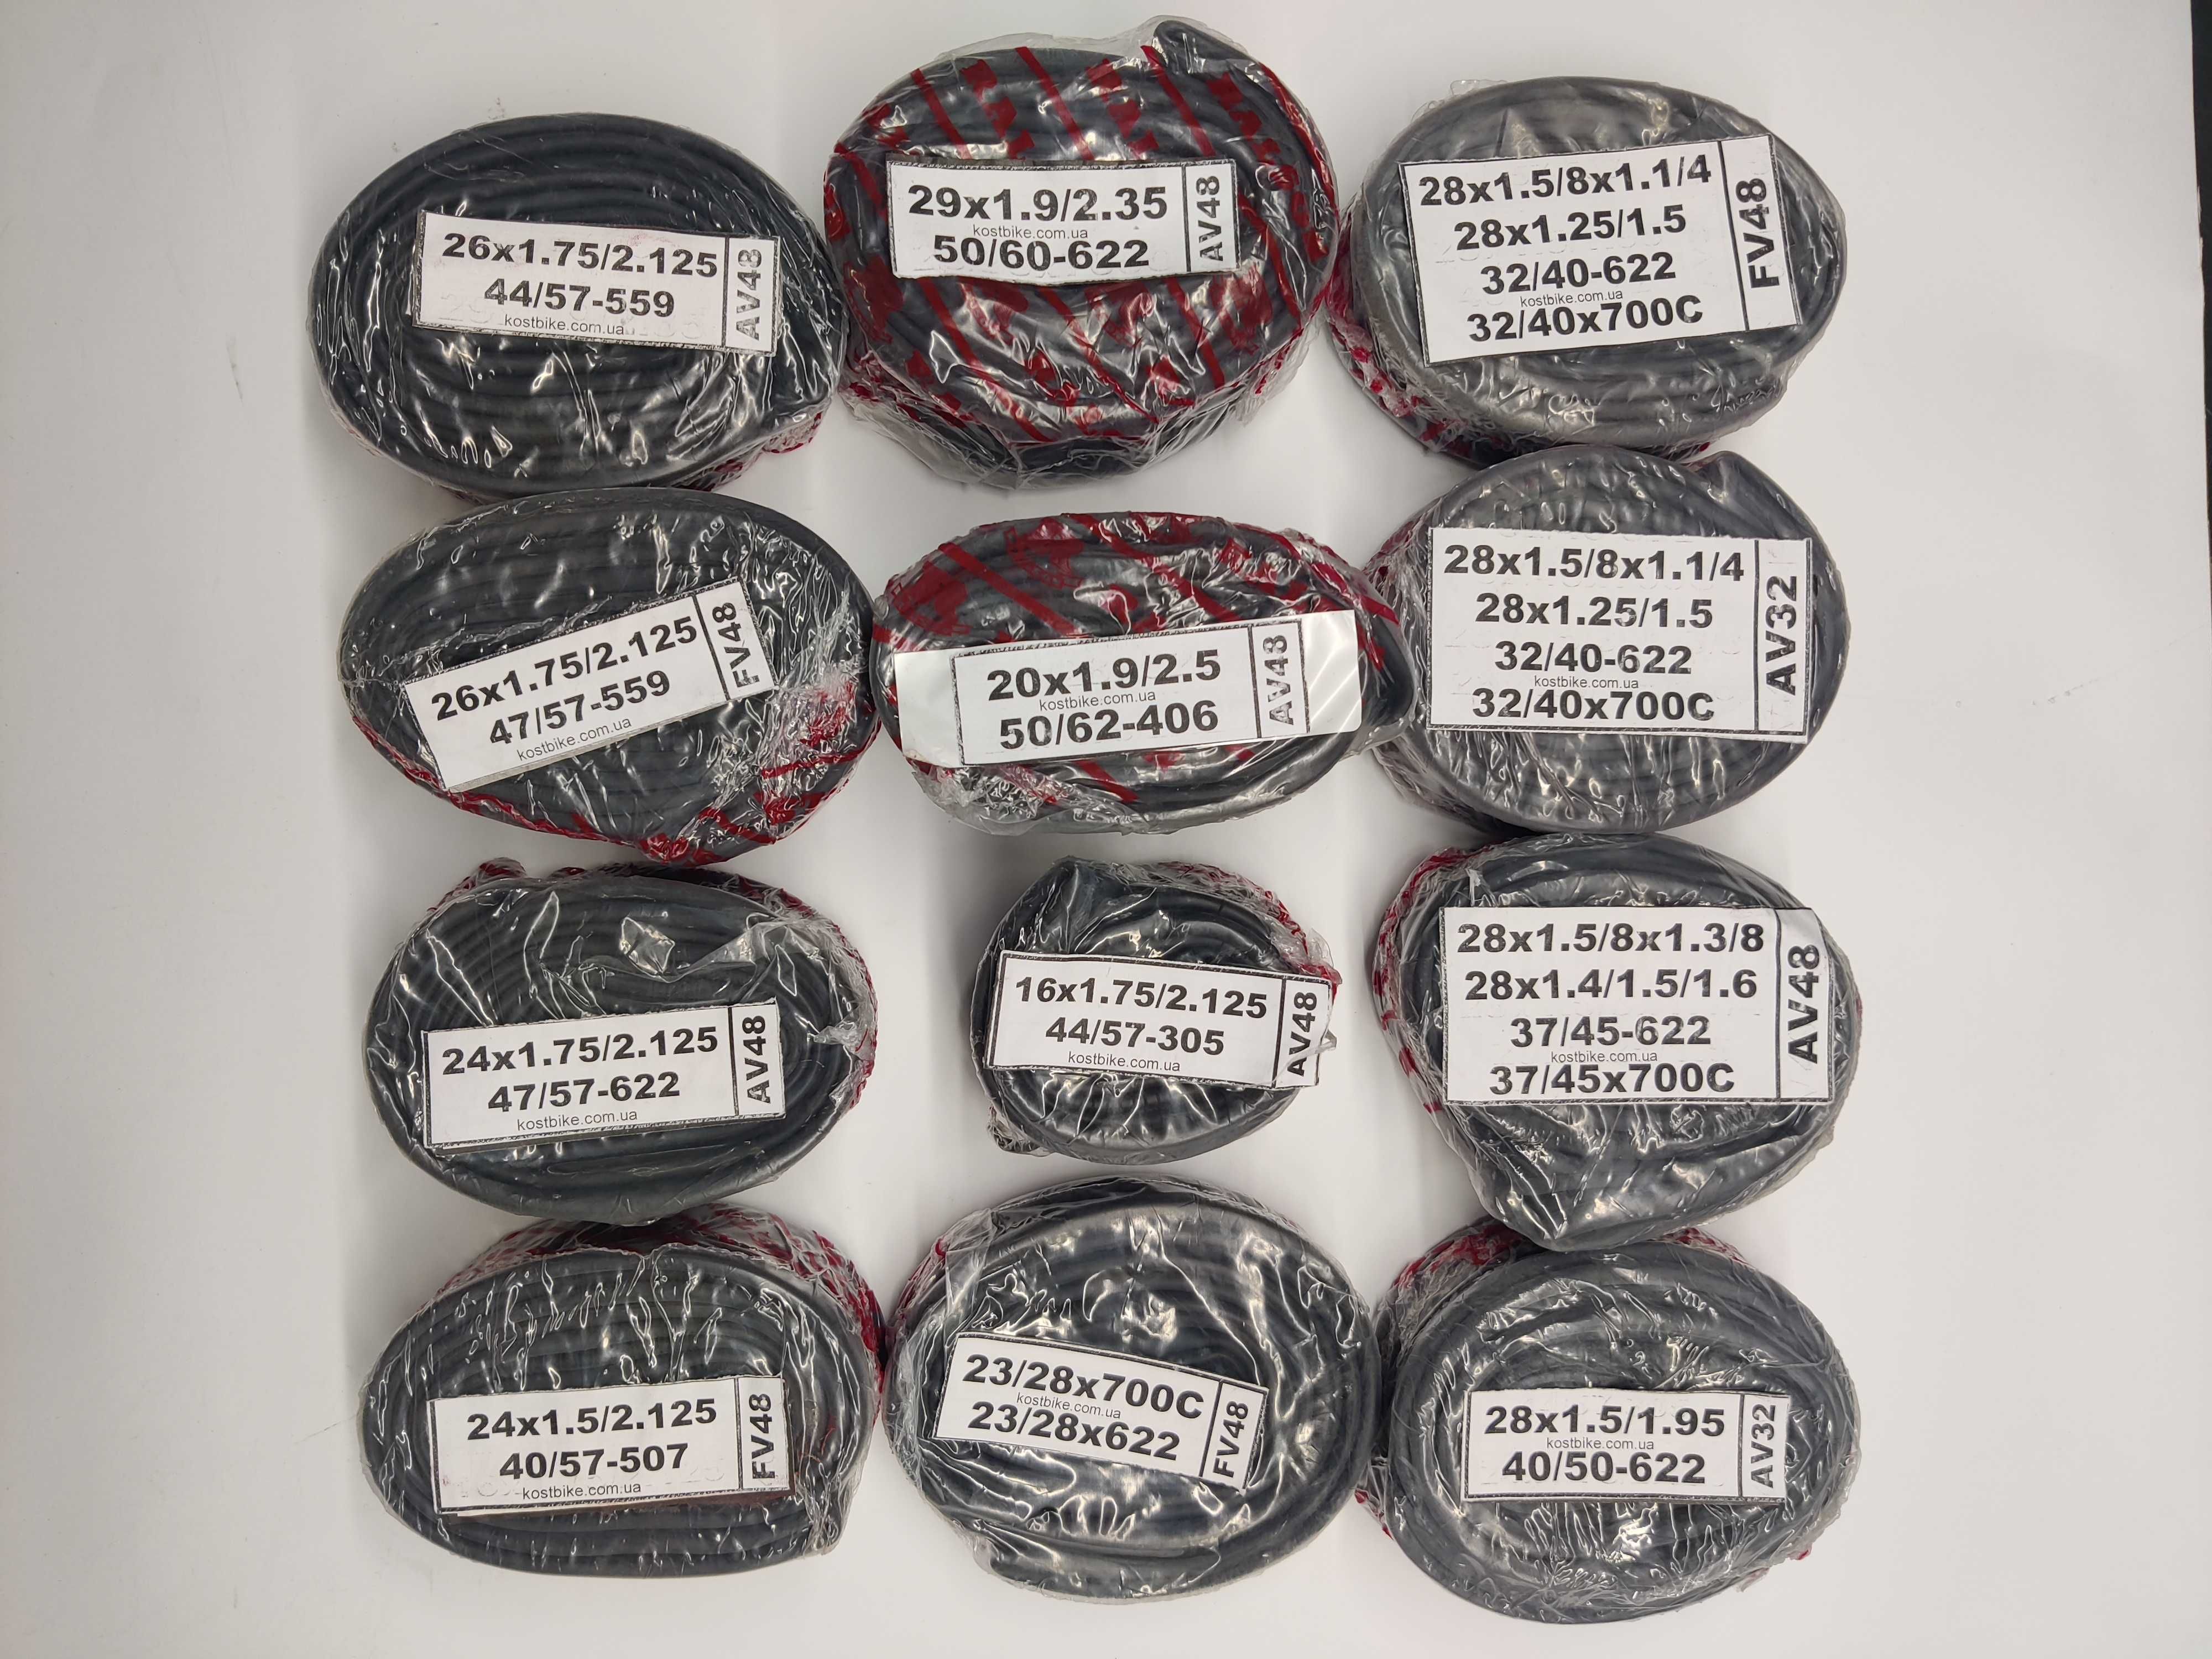 26x1.75/2.125
44/57-559
kostbike.com.ua
AV48
29x1.9/2.35
kostbike.com.ua
50/60-622
AV48
28x1.5/8x1.1/4
28x1.25/1.5
32/40-622
kostbike.com.ua
32/40x700C
FV48
26x1.75/2.125
47/57-559
kostbike.com.ua
FV48
20x1.9/2.5
kostbike.com.ua
50/62-406
AV48
28x1.5/8x1.1/4
28x1.25/1.5
32/40-622
kostbike.com.ua
32/40x700C
AV32
24x1.75/2.125
47/57-622
kostbike.com.ua
AV48
16x1.75/2.125
44/57-305
kostbike.com.ua
AV48
28x1.5/8x1.3/8
28x1.4/1.5/1.6
37/45-622
kostbike.com.ua
37/45x700C
AV48
24x1.5/2.125
40/57-507
kostbike.com.ua
FV48
23/28x700C
kostbike.com.ua
23/28x622
FV48
28x1.5/1.95
kostbike.com.ua
40/50-622
AV32